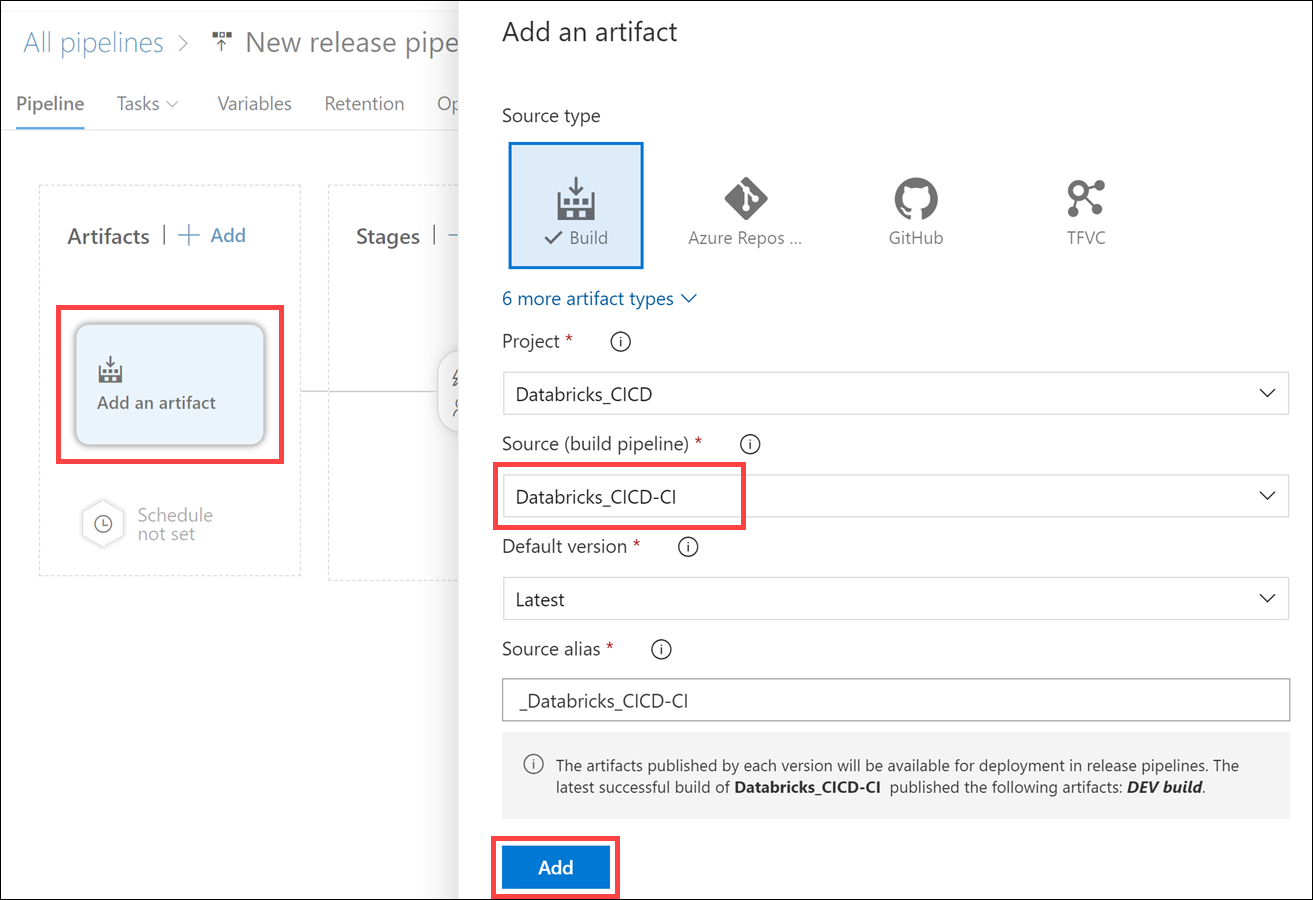 All pipelines > New release pipe
Pipeline Tasks Variables Retention Op
Artifacts | + Add
Stages |
Add an artifact
Schedule
not set
Add an artifact
Source type
Build
Azure Repos ...
GitHub
TFVC
6 more artifact types
Project *
Databricks_CICD
Source (build pipeline) *
Databricks_CICD-CI
Default version *
Latest
Source alias *
_Databricks_CICD-CI
The artifacts published by each version will be available for deployment in release pipelines. The
latest successful build of Databricks_CICD-CI published the following artifacts: DEV build.
Add